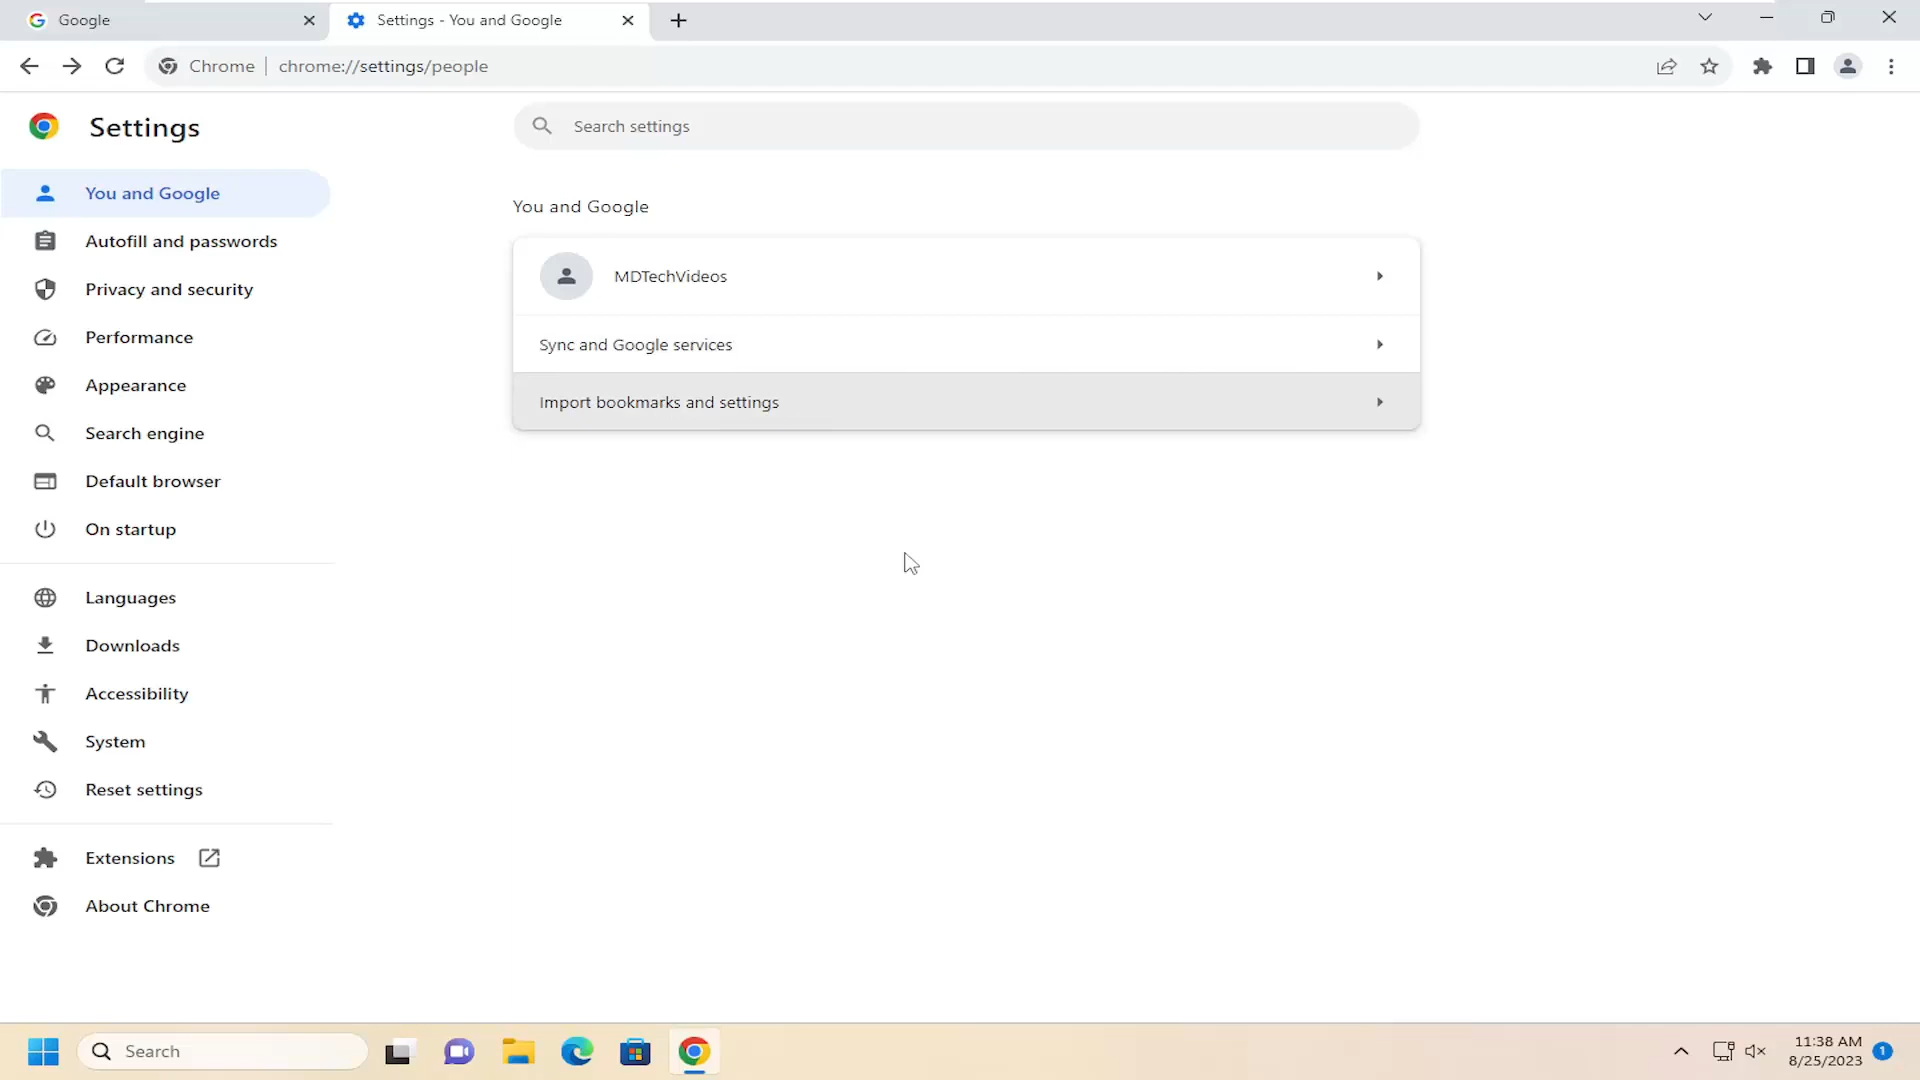 Google
Settings - You and Google
Chrome
chrome://settings/people
Settings
Search settings
You and Google
Autofill and passwords
Privacy and security
Performance
Appearance
Search engine
Default browser
On startup
Languages
Downloads
Accessibility
System
Reset settings
Extensions
About Chrome
You and Google
MDTechVideos
Sync and Google services
Import bookmarks and settings
Search
11:38 AM
8/25/2023
1